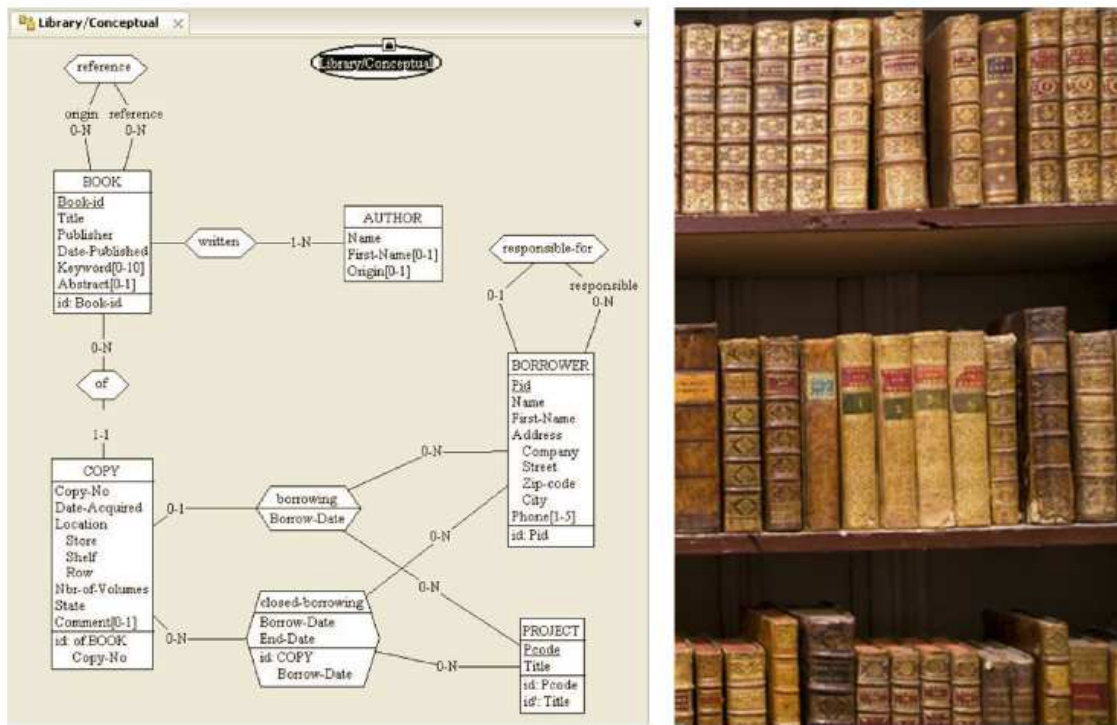 Library/Conceptual
Library/Conceptual
reference
origin reference
0-N 0-N
BOOK
Book-id
Title
Publisher
Date-Published
Keyword[0-10]
Abstract[0-1]
id: Book-id
written
1-N
AUTHOR
Name
First-Name[0-1]
Origin[0-1]
responsible-for
0-1
responsible
0-N
0-N
of
1-1
BORROWER
Pid
Name
First-Name
Address
Company
Street
Zip-code
City
Phone[1-5]
id: Pid
COPY
Copy-No
Date-Acquired
Location
Store
Shelf
Row
Nbr-of-Volumes
State
Comment[0-1]
id: of.BOOK
Copy-No
0-1
borrowing
Borrow-Date
0-N
0-N
0-N
0-N
closed-borrowing
Borrow-Date
End-Date
id: COPY
Borrow-Date
0-N
PROJECT
Pcode
Title
id: Pcode
id': Title
1
2